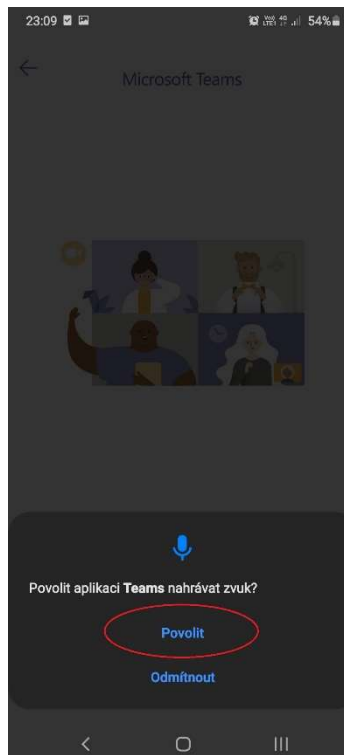 23:09 54%
Microsoft Teams
Povolit aplikaci Teams nahrávat zvuk?
Povolit
Odmítnout